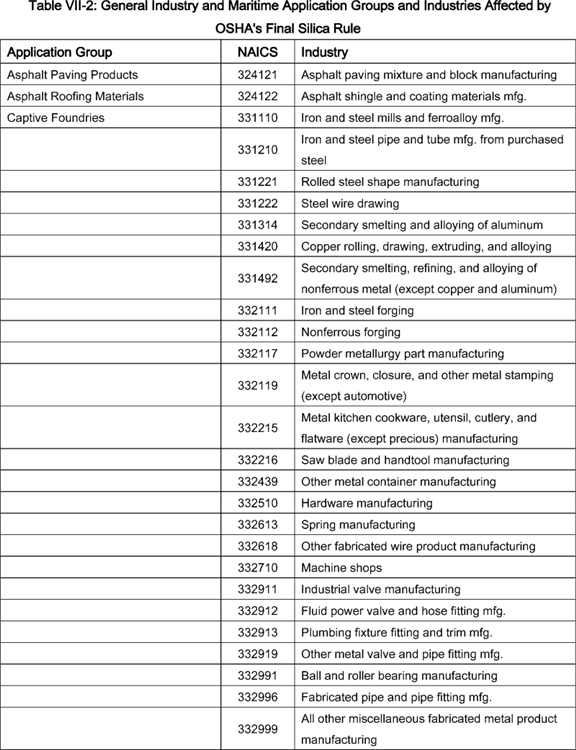 Table VII-2: General Industry and Maritime Application Groups and Industries Affected by
OSHA's Final Silica Rule
Application Group NAICS Industry
Asphalt Paving Products 324121 Asphalt paving mixture and block manufacturing
Asphalt Roofing Materials 324122 Asphalt shingle and coating materials mfg.
Captive Foundries 331110 Iron and steel mills and ferroalloy mfg.
331210 Iron and steel pipe and tube mfg. from purchased
steel
331221 Rolled steel shape manufacturing
331222 Steel wire drawing
331314 Secondary smelting and alloying of aluminum
331420 Copper rolling, drawing, extruding, and alloying
331492 Secondary smelting, refining, and alloying of
nonferrous metal (except copper and aluminum)
332111 Iron and steel forging
332112 Nonferrous forging
332117 Powder metallurgy part manufacturing
332119 Metal crown, closure, and other metal stamping
(except automotive)
332215 Metal kitchen cookware, utensil, cutlery, and
flatware (except precious) manufacturing
332216 Saw blade and handtool manufacturing
332439 Other metal container manufacturing
332510 Hardware manufacturing
332613 Spring manufacturing
332618 Other fabricated wire product manufacturing
332710 Machine shops
332911 Industrial valve manufacturing
332912 Fluid power valve and hose fitting mfg.
332913 Plumbing fixture fitting and trim mfg.
332919 Other metal valve and pipe fitting mfg.
332991 Ball and roller bearing manufacturing
332996 Fabricated pipe and pipe fitting mfg.
332999 All other miscellaneous fabricated metal product
manufacturing